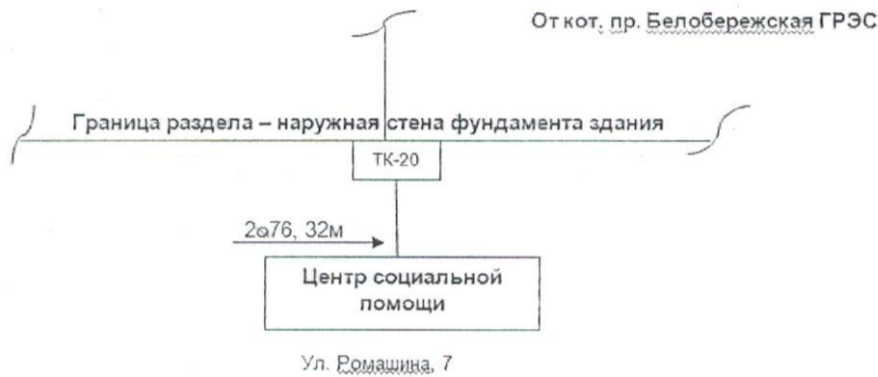 От кот. пр. Белобережская ГРЭС
Граница раздела – наружная стена фундамента здания
ТК-20
2ᴓ76, 32м
Центр социальной
помощи
Ул. Ромашина, 7